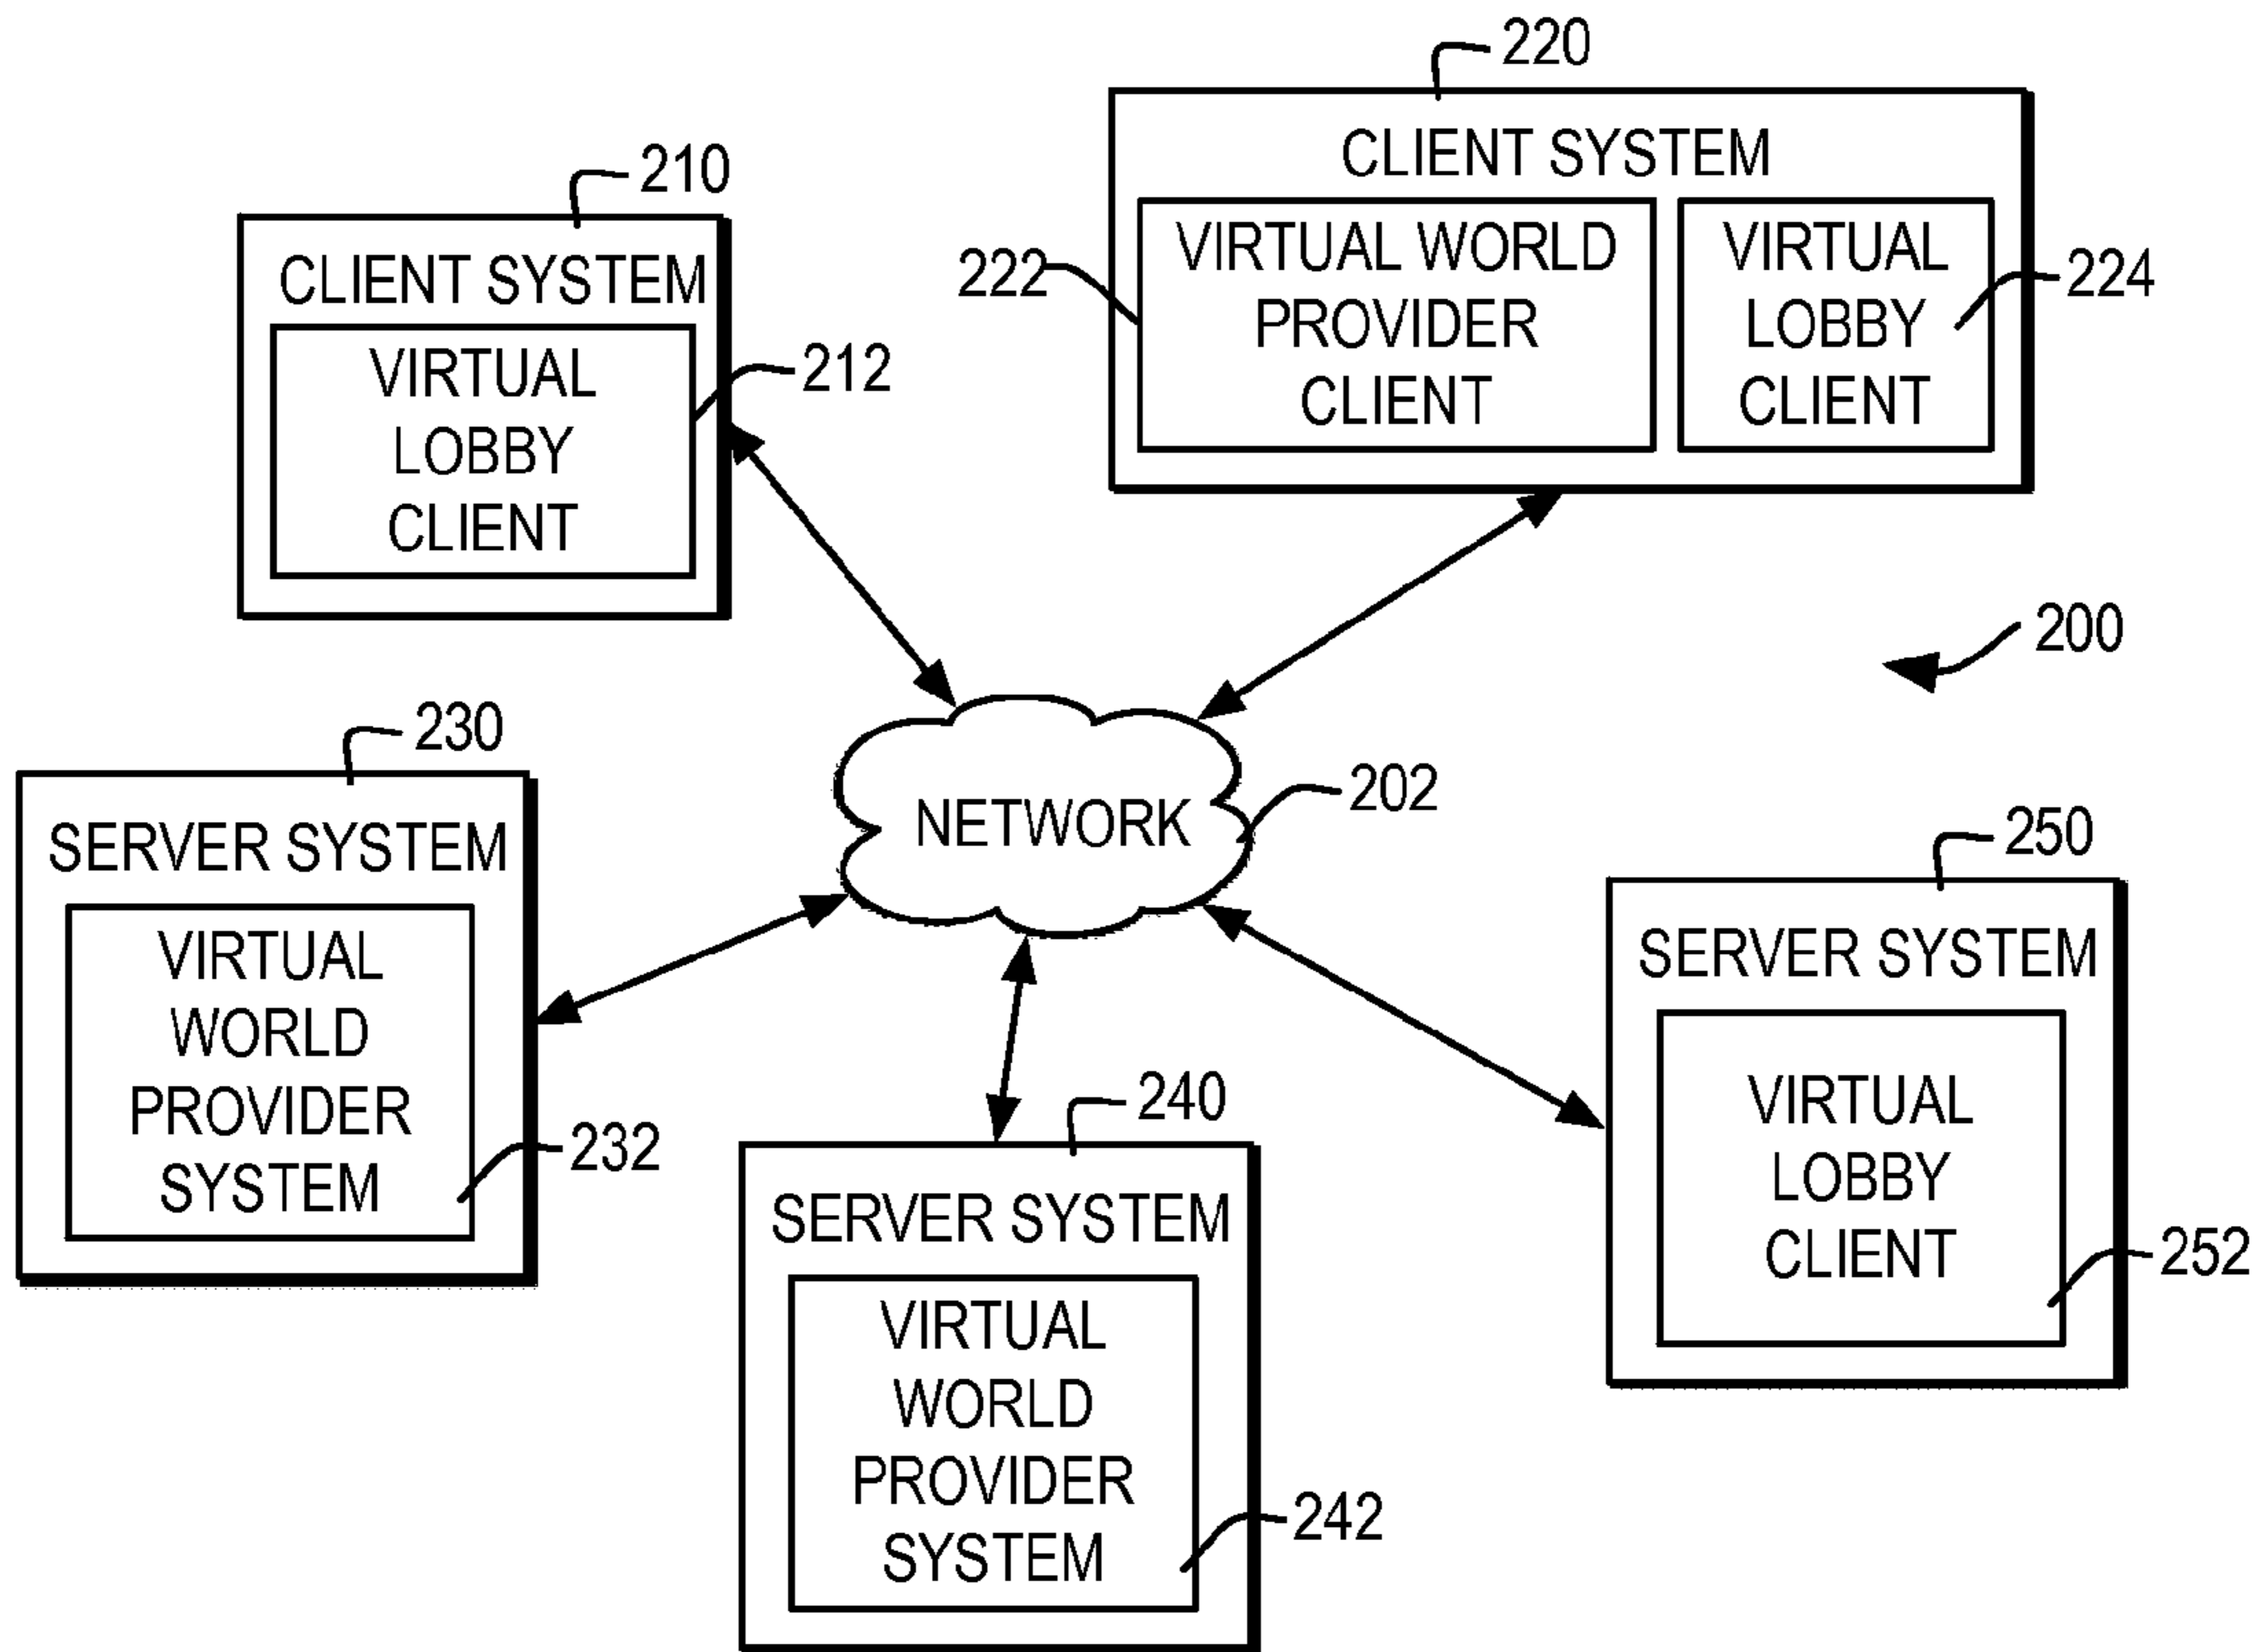 220
CLIENT SYSTEM
VIRTUAL WORLD
PROVIDER
CLIENT
222
VIRTUAL
LOBBY
CLIENT
224
210
CLIENT SYSTEM
VIRTUAL
LOBBY
CLIENT
212
200
NETWORK
202
230
SERVER SYSTEM
VIRTUAL
WORLD
PROVIDER
SYSTEM
232
240
SERVER SYSTEM
VIRTUAL
WORLD
PROVIDER
SYSTEM
242
250
SERVER SYSTEM
VIRTUAL
LOBBY
CLIENT
252